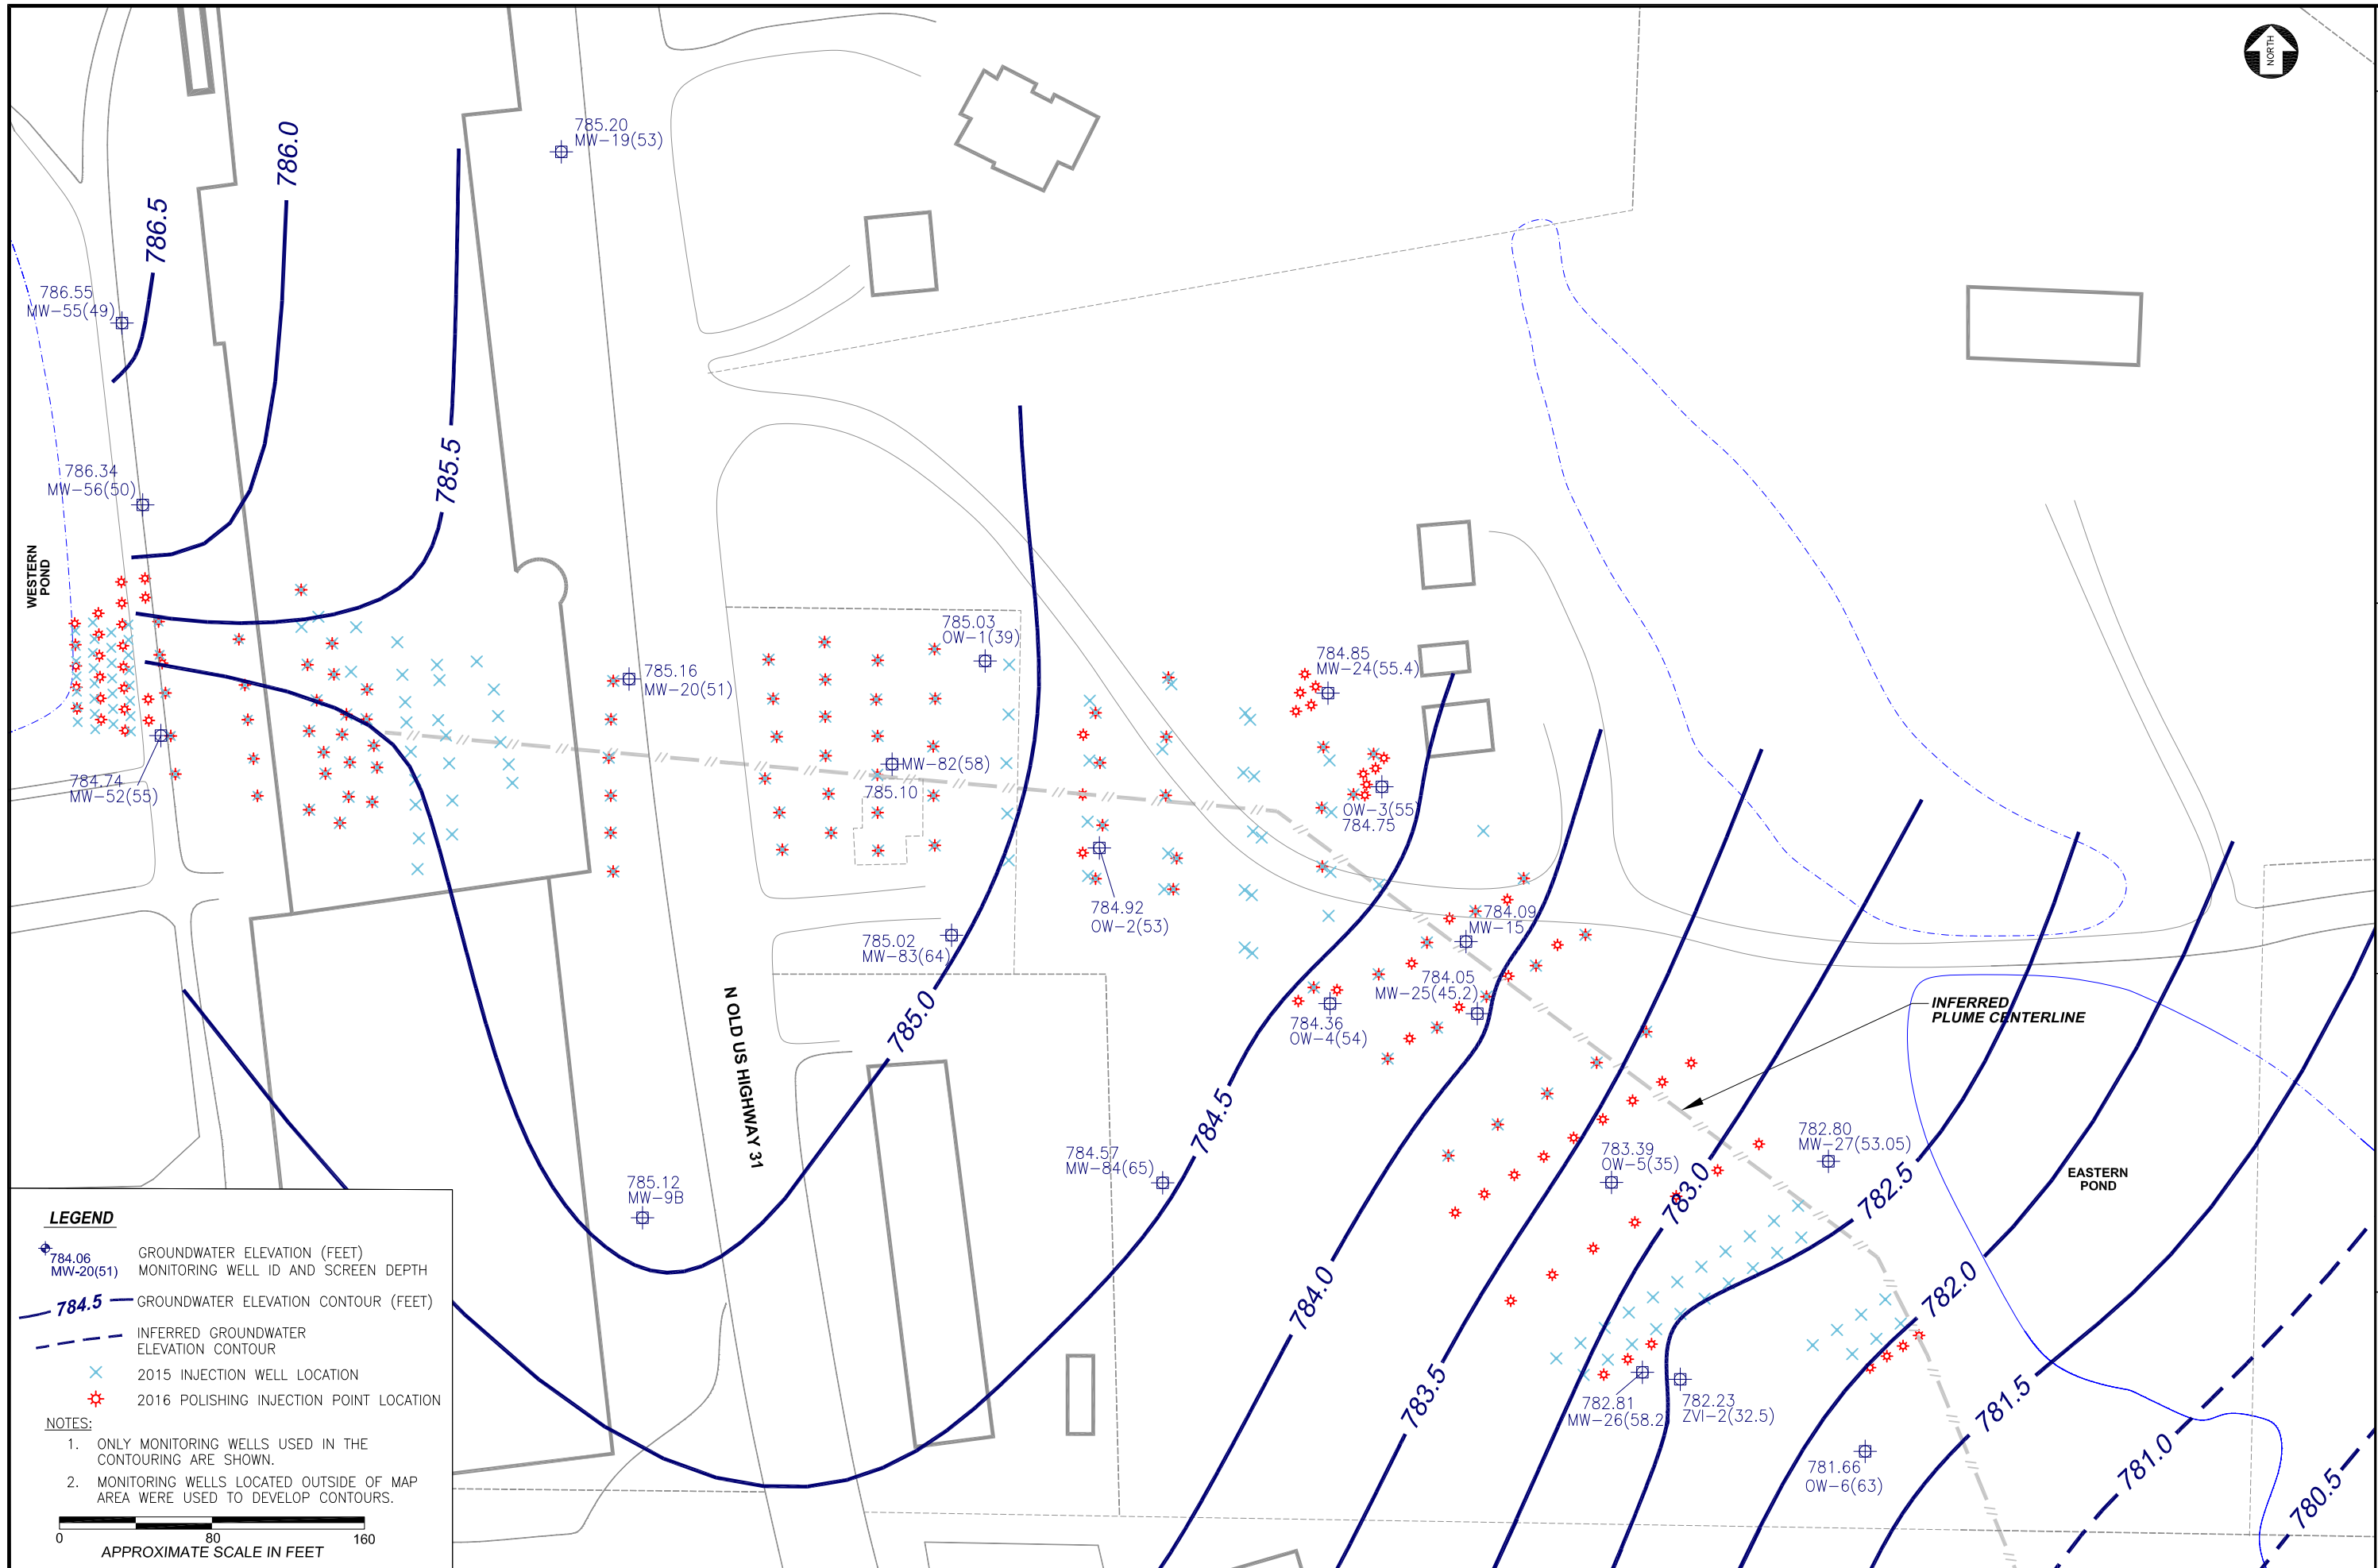 NORTH
785.20
MW-19(53)
786.0
786.5
786.55
MW-55(49)
785.5
786.34
MW-56(50)
WESTERN
POND
785.03
OW-1(39)
784.85
MW-24(55.4)
785.16
MW-20(51)
MW-82(58)
785.10
784.74
MW-52(55)
OW-3(55)
784.75
784.92
OW-2(53)
784.09
MW-15
785.02
MW-83(64)
784.05
MW-25(45.2)
785.0
N OLD US HIGHWAY 31
784.36
OW-4(54)
INFERRED
PLUME CENTERLINE
784.5
784.57
MW-84(65)
783.39
OW-5(35)
782.80
MW-27(53.05)
EASTERN
POND
785.12
MW-9B
783.0
782.5
784.0
782.0
783.5
782.81
MW-26(58.2
782.23
ZVI-2(32.5)
781.5
781.66
OW-6(63)
781.0
780.5
LEGEND
784.06
MW-20(51)
GROUNDWATER ELEVATION (FEET)
MONITORING WELL ID AND SCREEN DEPTH
784.5
GROUNDWATER ELEVATION CONTOUR (FEET)
INFERRED GROUNDWATER
ELEVATION CONTOUR
2015 INJECTION WELL LOCATION
2016 POLISHING INJECTION POINT LOCATION
NOTES:
1. ONLY MONITORING WELLS USED IN THE
CONTOURING ARE SHOWN.
2. MONITORING WELLS LOCATED OUTSIDE OF MAP
AREA WERE USED TO DEVELOP CONTOURS.
0 80 160
APPROXIMATE SCALE IN FEET